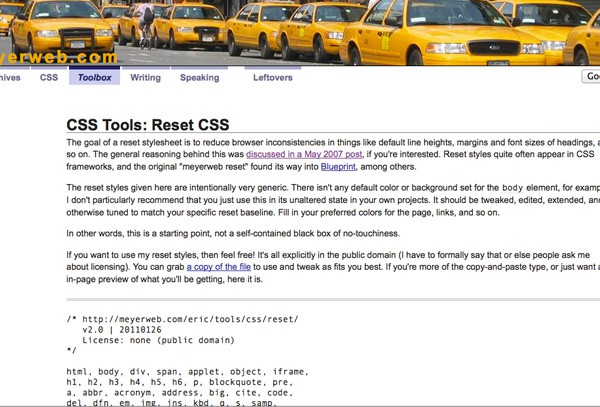 yerweb.com
hives CSS Toolbox Writing Speaking Leftovers Go
CSS Tools: Reset CSS
The goal of a reset stylesheet is to reduce browser inconsistencies in things like default line heights, margins and font sizes of headings, a
so on. The general reasoning behind this was discussed in a May 2007 post, if you're interested. Reset styles quite often appear in CSS
frameworks, and the original "meyerweb reset" found its way into Blueprint, among others.
The reset styles given here are intentionally very generic. There isn't any default color or background set for the body element, for examp
I don't particularly recommend that you just use this in its unaltered state in your own projects. It should be tweaked, edited, extended, an
otherwise tuned to match your specific reset baseline. Fill in your preferred colors for the page, links, and so on.
In other words, this is a starting point, not a self-contained black box of no-touchiness.
If you want to use my reset styles, then feel free! It's all explicitly in the public domain (I have to formally say that or else people ask me
about licensing). You can grab a copy of the file to use and tweak as fits you best. If you're more of the copy-and-paste type, or just want a
in-page preview of what you'll be getting, here it is.
/* http://meyerweb.com/eric/tools/css/reset/
v2.0 | 20110126
License: none (public domain)
*/
html, body, div, span, applet, object, iframe,
h1, h2, h3, h4, h5, h6, p, blockquote, pre,
a, abbr, acronym, address, big, cite, code,
del, dfn, em, img, ins, kbd, q, s, samp,